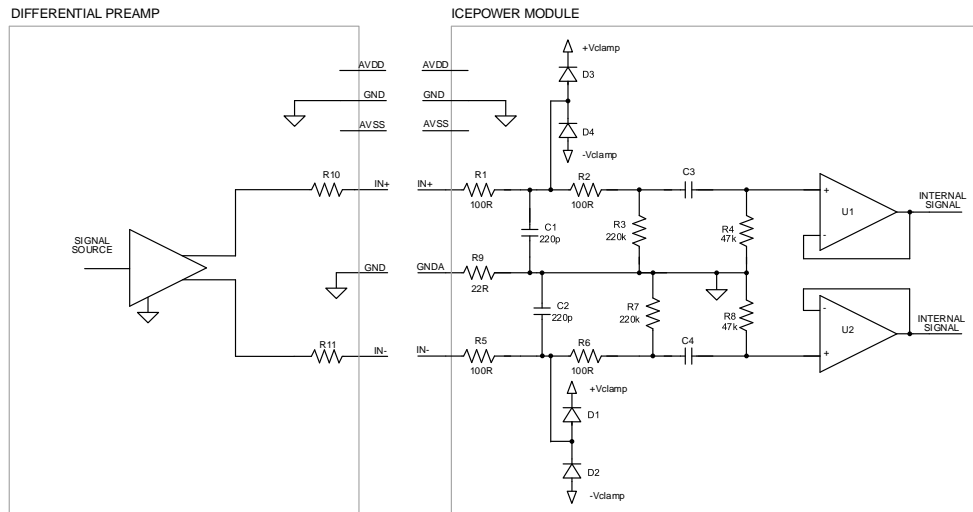 DIFFERENTIAL PREAMP
ICEPOWER MODULE
AVDD
AVDD
GND
GND
AVSS
AVSS
+Vclamp
D3
D4
-Vclamp
R10
IN+
IN+
R1
100R
R2
100R
C3
C1
220p
R3
220k
R4
47k
+
-
U1
INTERNAL
SIGNAL
SIGNAL
SOURCE
GND
GNDA
R9
22R
C2
220p
R7
220k
R8
47k
-
+
U2
INTERNAL
SIGNAL
R11
IN-
IN-
R5
100R
R6
100R
C4
+Vclamp
D1
D2
-Vclamp